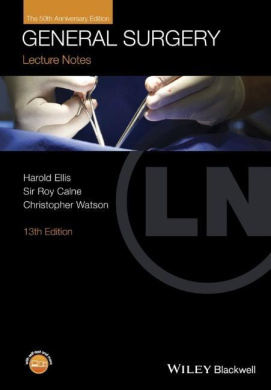 The 50th Anniversary Edition
GENERAL SURGERY
Lecture Notes
Harold Ellis
Sir Roy Calne
Christopher Watson
13th Edition
LN
WILEY Blackwell